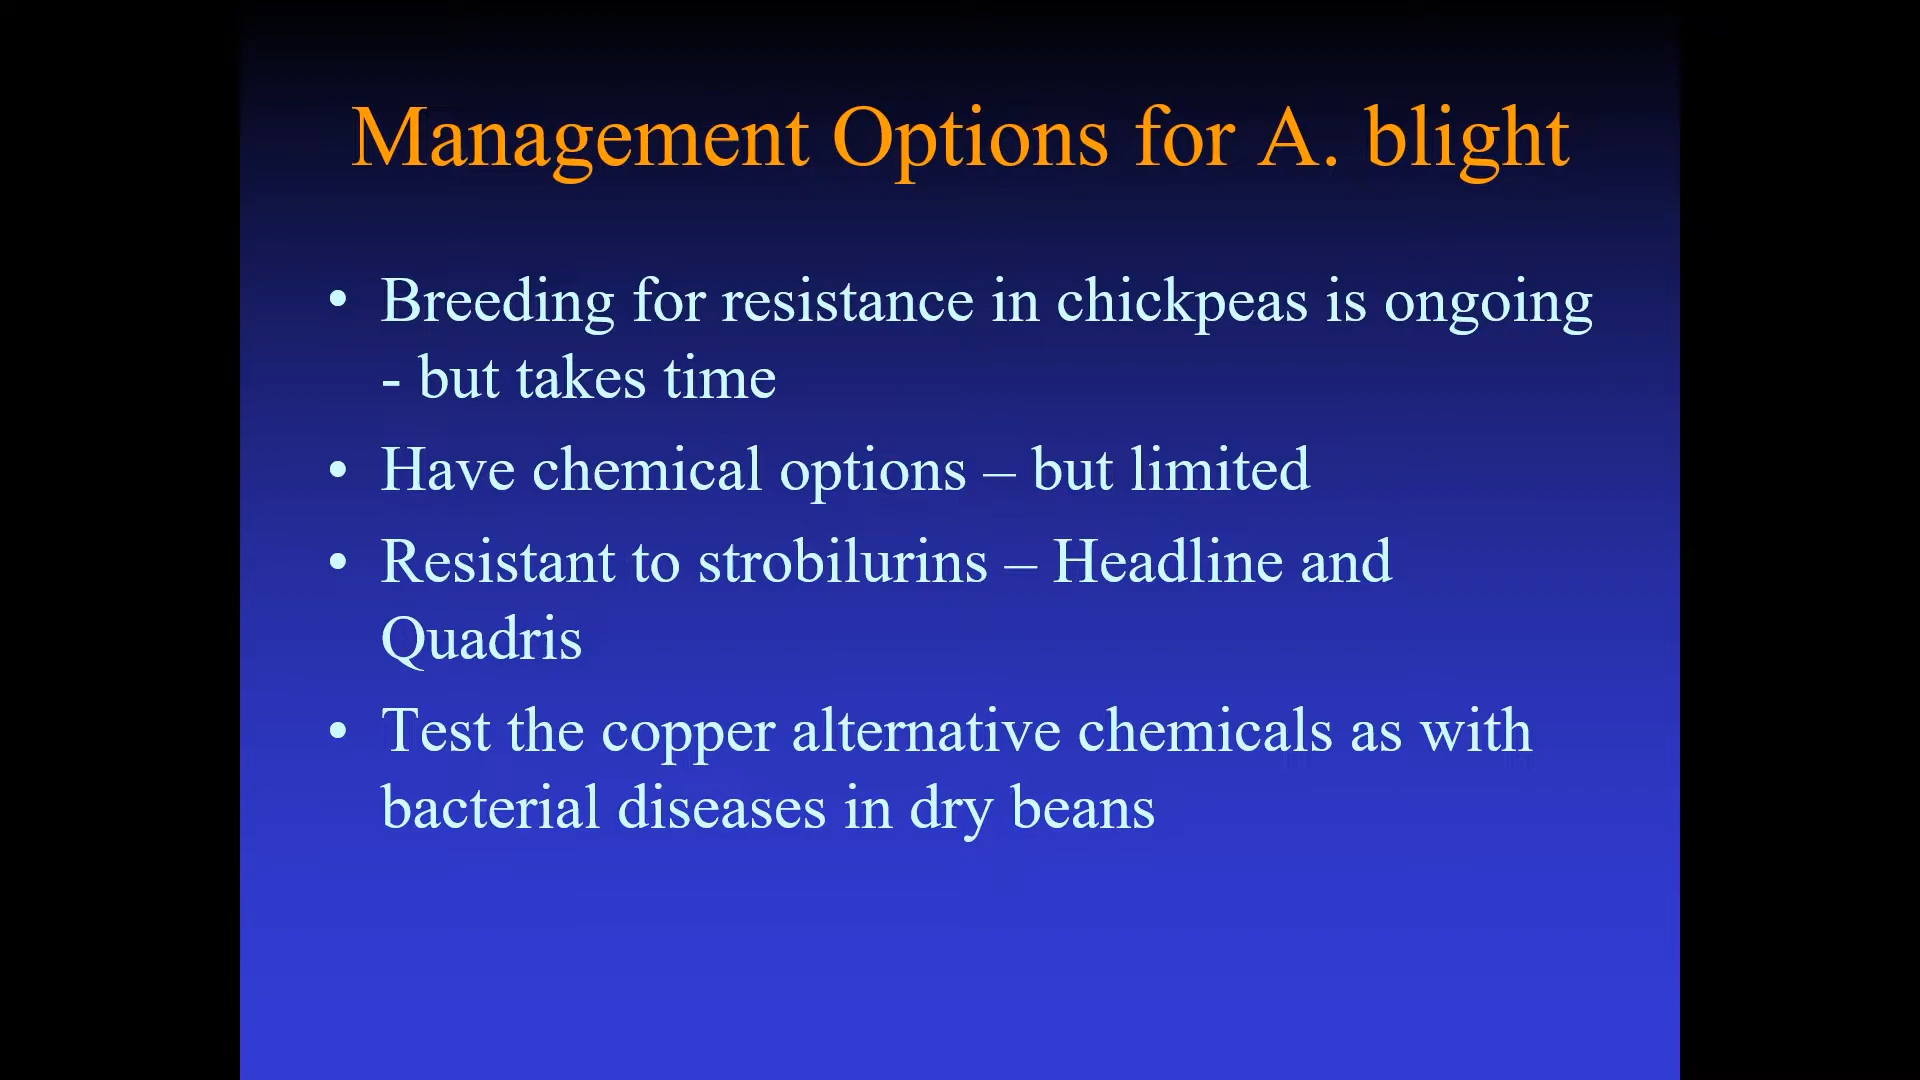 Management Options for A. blight
• Breeding for resistance in chickpeas is ongoing
- but takes time
• Have chemical options – but limited
• Resistant to strobilurins – Headline and
Quadris
• Test the copper alternative chemicals as with
bacterial diseases in dry beans